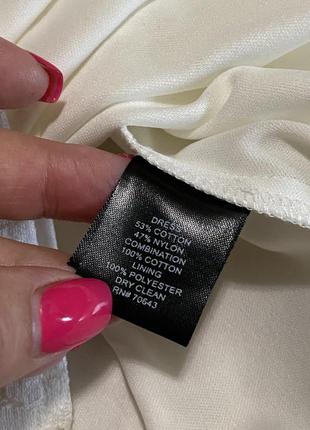 DRESS
53% COTTON
47% NYLON
COMBINATION
100% COTTON
LINING
100% POLYESTER
DRY CLEAN
RN# 70643